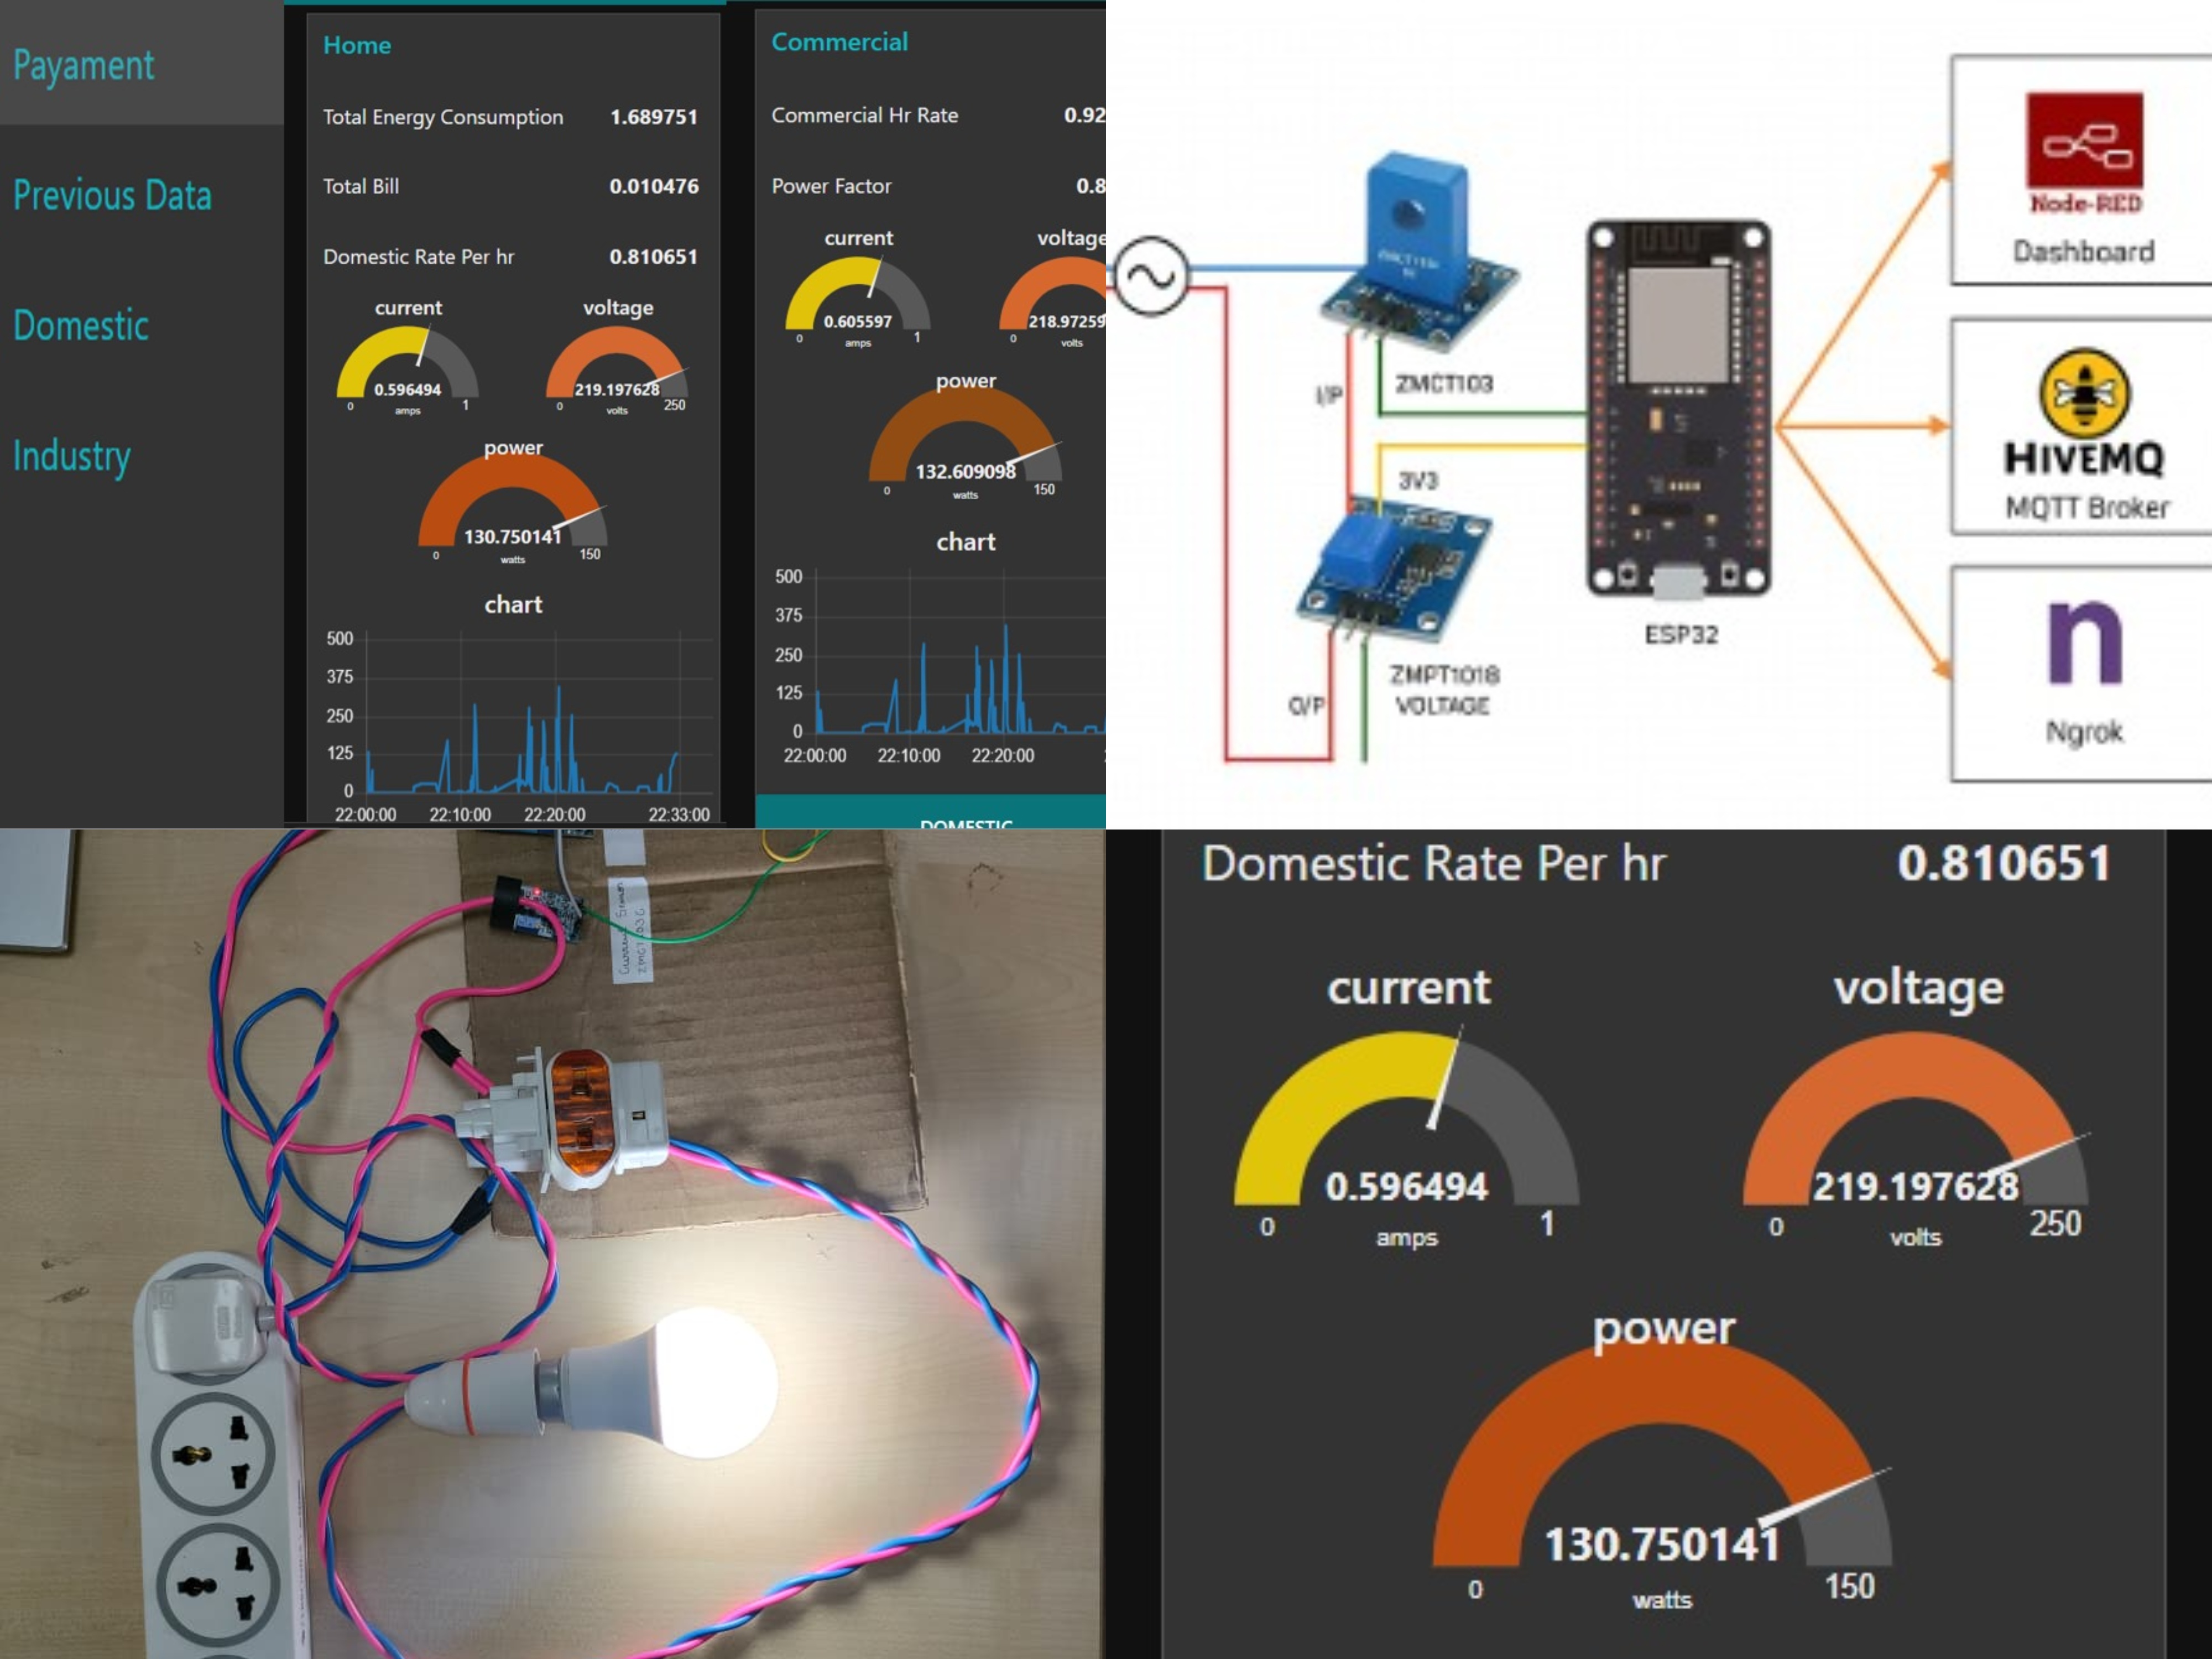 Payament
Previous Data
Domestic
Industry
Home
Total Energy Consumption 1.689751
Total Bill 0.010476
Domestic Rate Per hr 0.810651
current
0.596494
0 amps 1
voltage
219.197628
0 volts 250
power
130.750141
0 watts 150
chart
500
375
250
125
0
22:00:00 22:10:00 22:20:00 22:33:00
Commercial
Commercial Hr Rate 0.92
Power Factor 0.8
current
0.605597
0 amps 1
voltage
218.97259
0 volts
power
132.609098
0 watts 150
chart
500
375
250
125
0
22:00:00 22:10:00 22:20:00
DOMESTIC
Node-RED
Dashboard
HIVEMQ
MQTT Broker
n
Ngrok
I/P
ZMCT103
3V3
ESP32
ZMPT101B
VOLTAGE
O/P
Current Sensor
ZMCT103C
Domestic Rate Per hr 0.810651
current
0.596494
0 amps 1
voltage
219.197628
0 volts 250
power
130.750141
0 watts 150